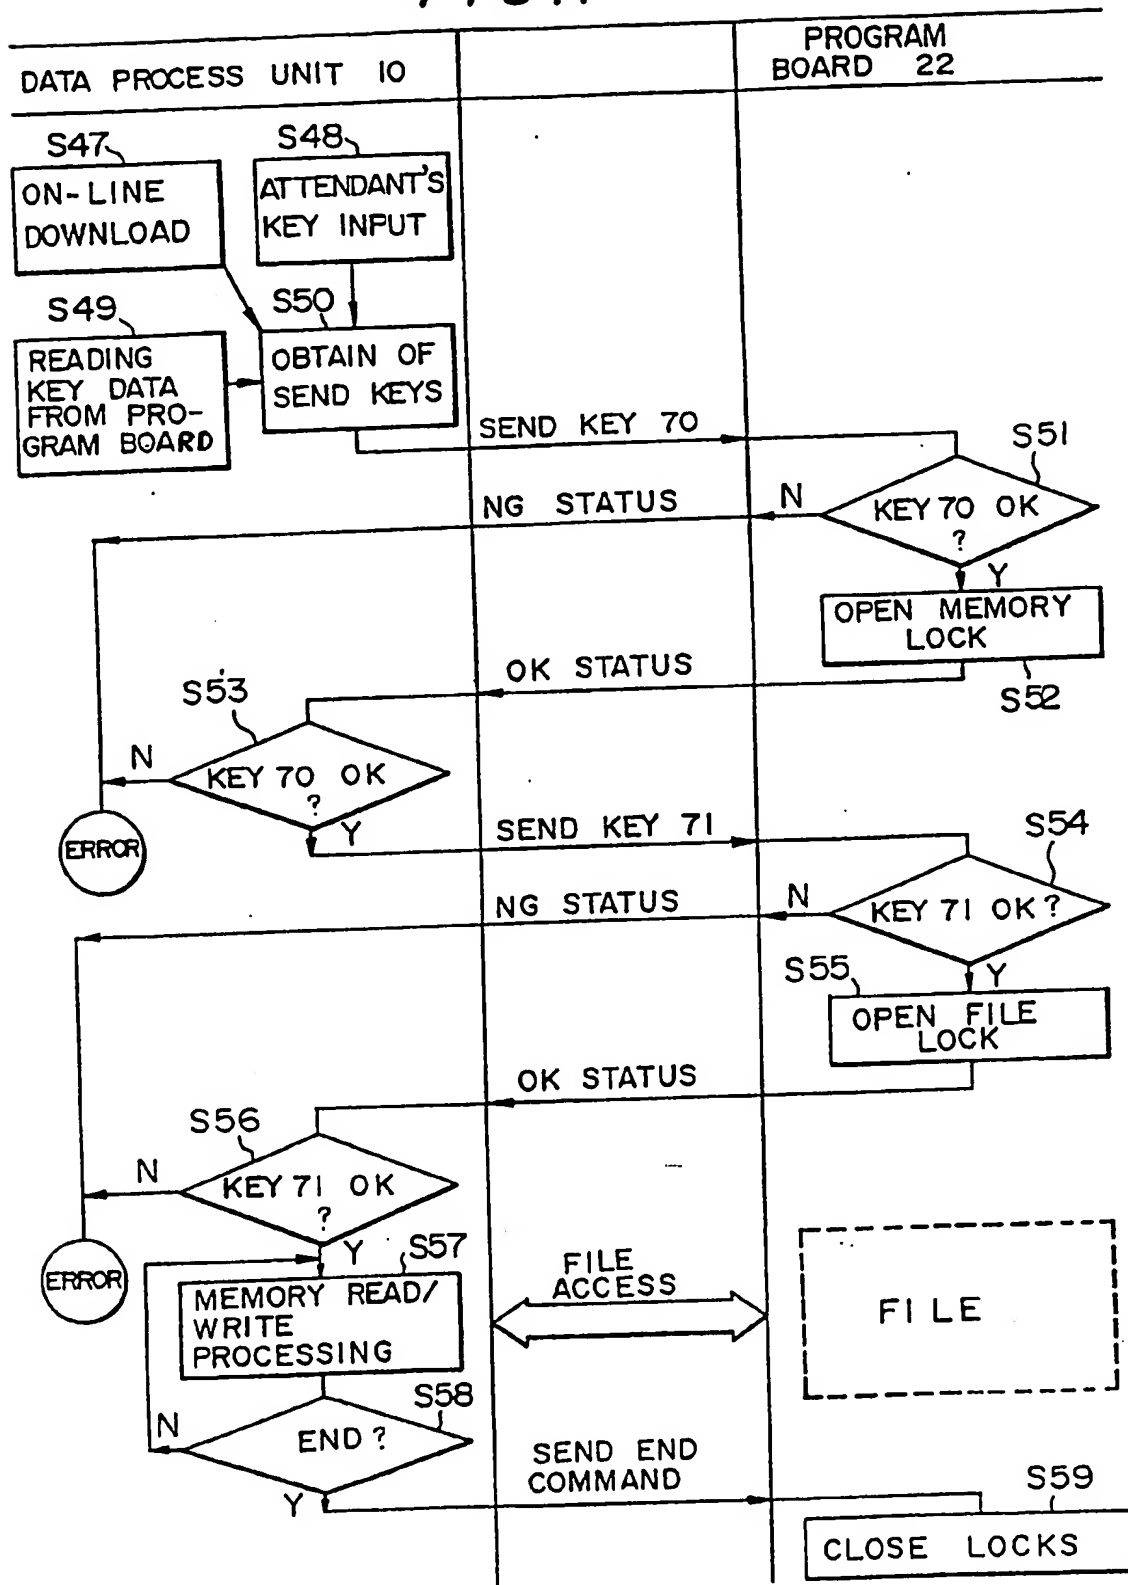 DATA PROCESS UNIT 10
PROGRAM
BOARD 22
S47
ON-LINE
DOWNLOAD
S48
ATTENDANT'S
KEY INPUT
S49
READING
KEY DATA
FROM PRO-
GRAM BOARD
S50
OBTAIN OF
SEND KEYS
SEND KEY 70
S51
KEY 70 OK
?
N
NG STATUS
Y
OPEN MEMORY
LOCK
S52
OK STATUS
S53
KEY 70 OK
?
N
ERROR
Y
SEND KEY 71
S54
KEY 71 OK?
N
NG STATUS
Y
S55
OPEN FILE
LOCK
OK STATUS
S56
KEY 71 OK
?
N
ERROR
Y
S57
MEMORY READ/
WRITE
PROCESSING
FILE
ACCESS
FILE
S58
END?
N
Y
SEND END
COMMAND
S59
CLOSE LOCKS